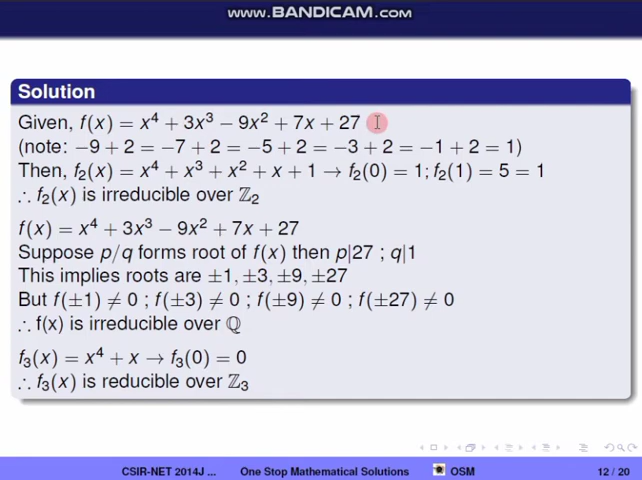 www.BANDICAM.com
Solution
Given, f(x) = x⁴ + 3x³ − 9x² + 7x + 27
(note: −9 + 2 = −7 + 2 = −5 + 2 = −3 + 2 = −1 + 2 = 1)
Then, f₂(x) = x⁴ + x³ + x² + x + 1 → f₂(0) = 1; f₂(1) = 5 = 1
∴ f₂(x) is irreducible over ℤ₂
f(x) = x⁴ + 3x³ − 9x² + 7x + 27
Suppose p/q forms root of f(x) then p|27 ; q|1
This implies roots are ±1, ±3, ±9, ±27
But f(±1) ≠ 0 ; f(±3) ≠ 0 ; f(±9) ≠ 0 ; f(±27) ≠ 0
∴ f(x) is irreducible over ℚ
f₃(x) = x⁴ + x → f₃(0) = 0
∴ f₃(x) is reducible over ℤ₃
CSIR-NET 2014J ... One Stop Mathematical Solutions OSM 12 / 20